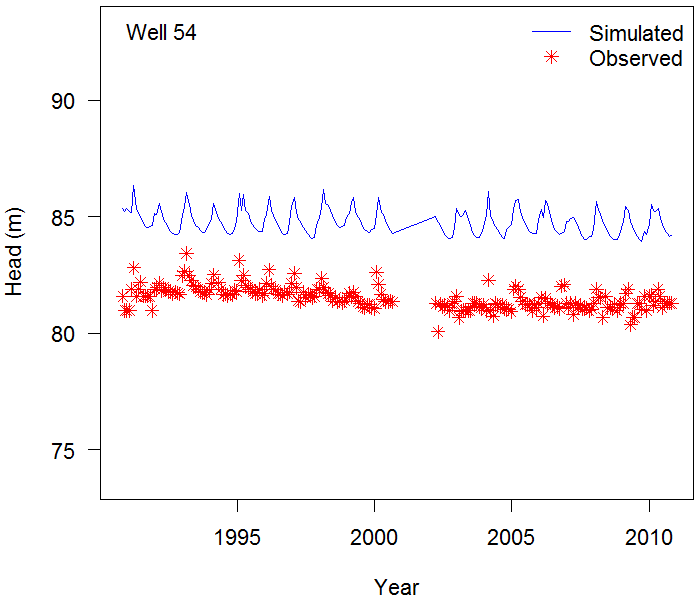 Well 54
Simulated
Observed
90
85
80
75
Head (m)
1995 2000 2005 2010
Year